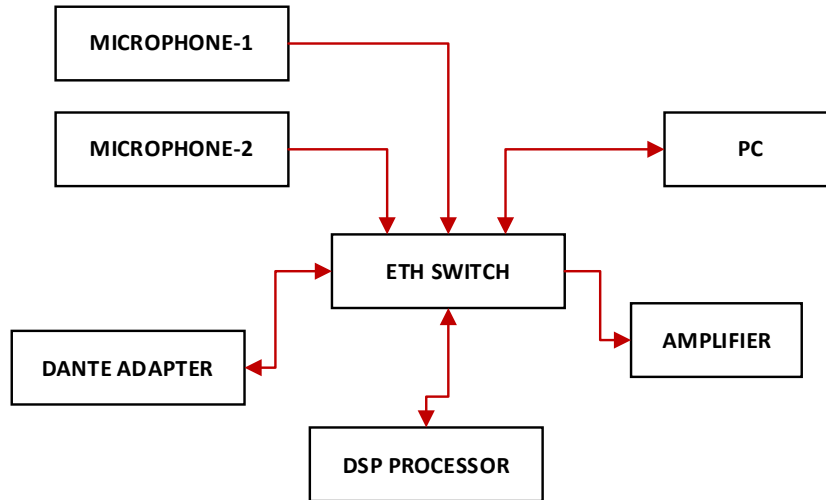 MICROPHONE-1
MICROPHONE-2
PC
ETH SWITCH
AMPLIFIER
DANTE ADAPTER
DSP PROCESSOR